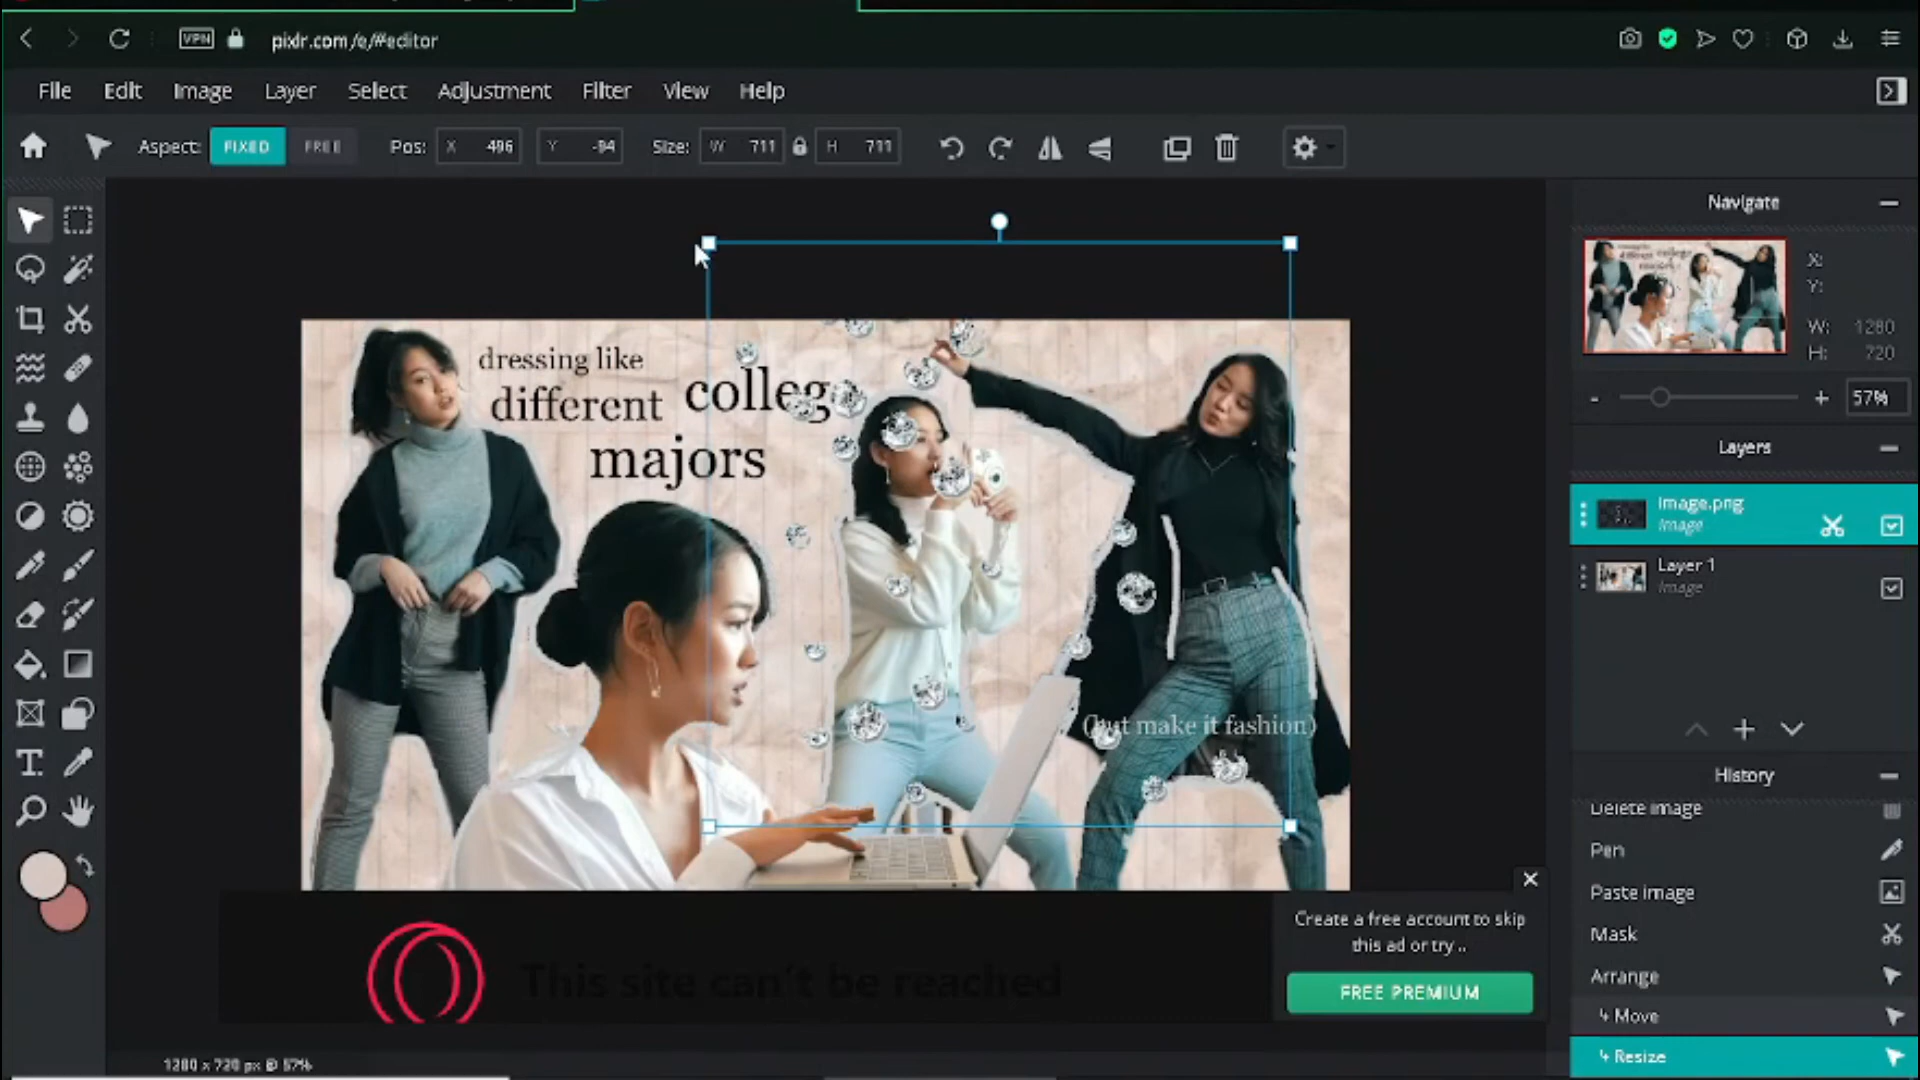 VPN pixlr.com/e/#editor
File Edit Image Layer Select Adjustment Filter View Help
Aspect: FIXED FREE Pos: X 496 Y -94 Size: W 711 H 711
Navigate
X:
Y:
W: 1280
H: 720
- + 57%
Layers
Image.png
Image
Layer 1
Image
History
Delete image
Pen
Paste image
Mask
Arrange
↳ Move
↳ Resize
dressing like
different colleg
majors
(but make it fashion)
This site can't be reached
Create a free account to skip
this ad or try ..
FREE PREMIUM
1280 x 720 px @ 57%